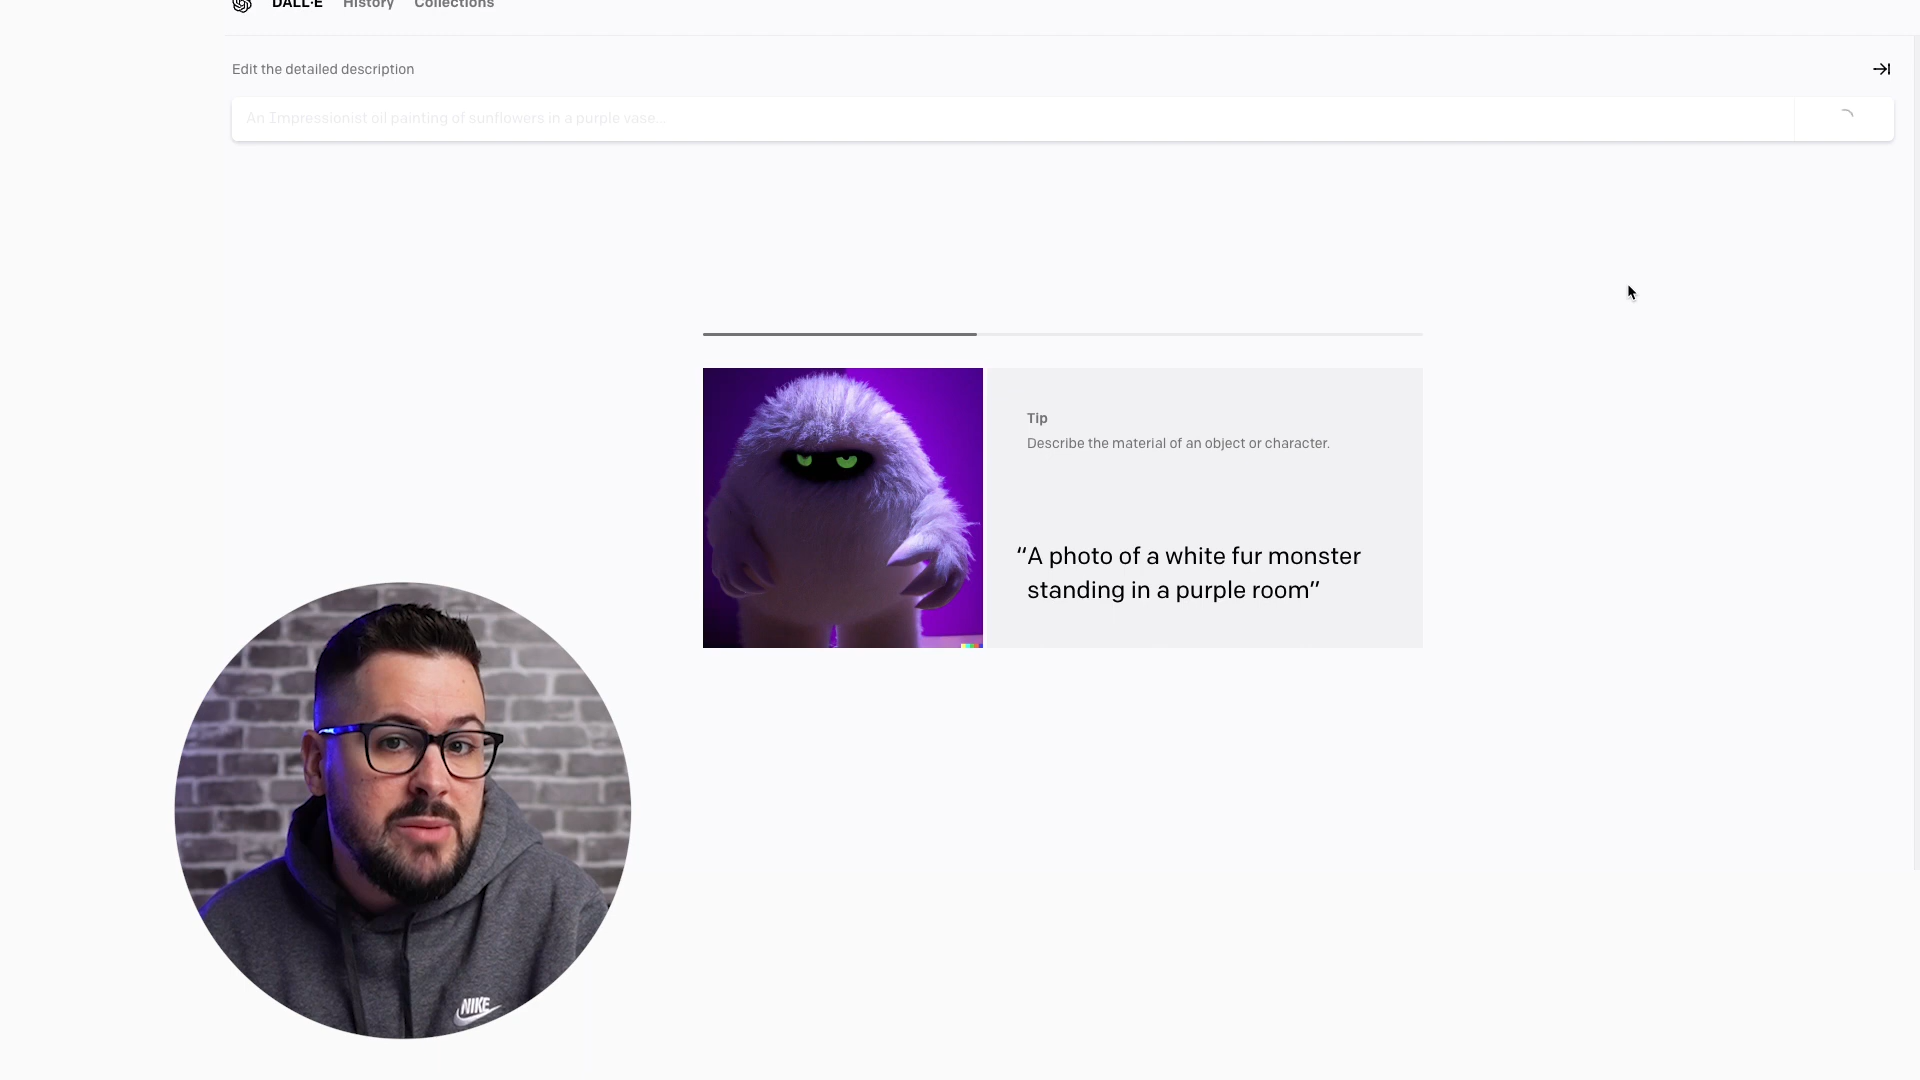 DALL·E History Collections
Edit the detailed description
An Impressionist oil painting of sunflowers in a purple vase...
Tip
Describe the material of an object or character.
“A photo of a white fur monster
standing in a purple room”
NIKE